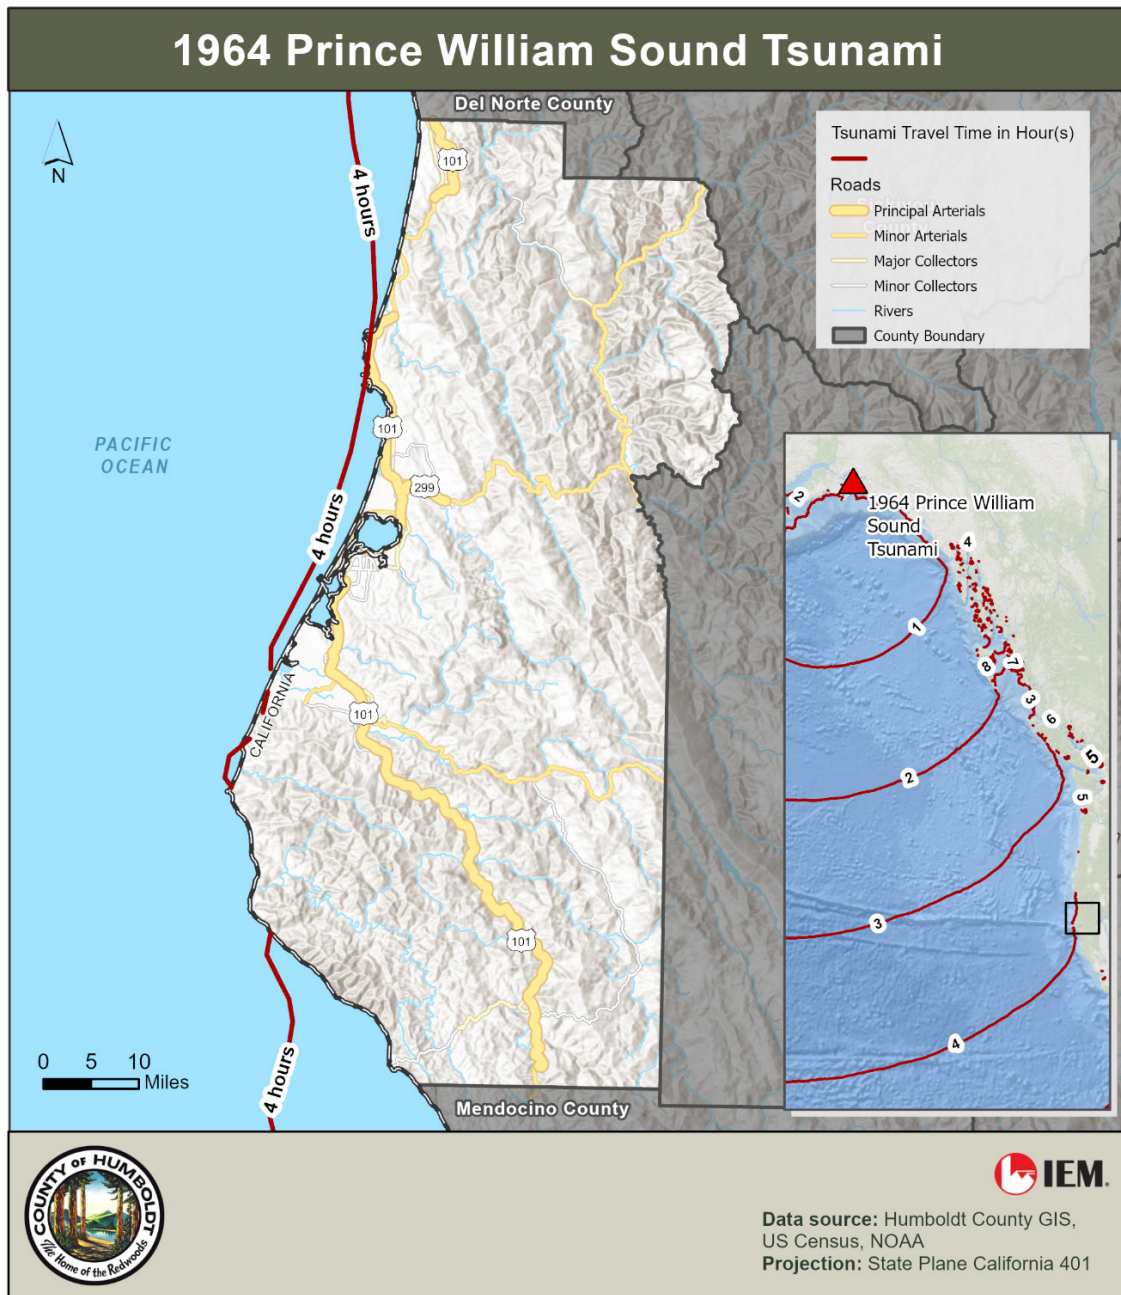 1964 Prince William Sound Tsunami
Del Norte County
N
101
4 hours
Tsunami Travel Time in Hour(s)
Roads
Principal Arterials
Minor Arterials
Major Collectors
Minor Collectors
Rivers
County Boundary
PACIFIC
OCEAN
101
299
4 hours
CALIFORNIA
101
101
4 hours
0 5 10
Miles
Mendocino County
2
1964 Prince William
Sound
Tsunami
4
1
8
7
3
6
5
2
5
3
4
COUNTY OF HUMBOLDT
The Home of the Redwoods
IEM.
Data source: Humboldt County GIS,
US Census, NOAA
Projection: State Plane California 401